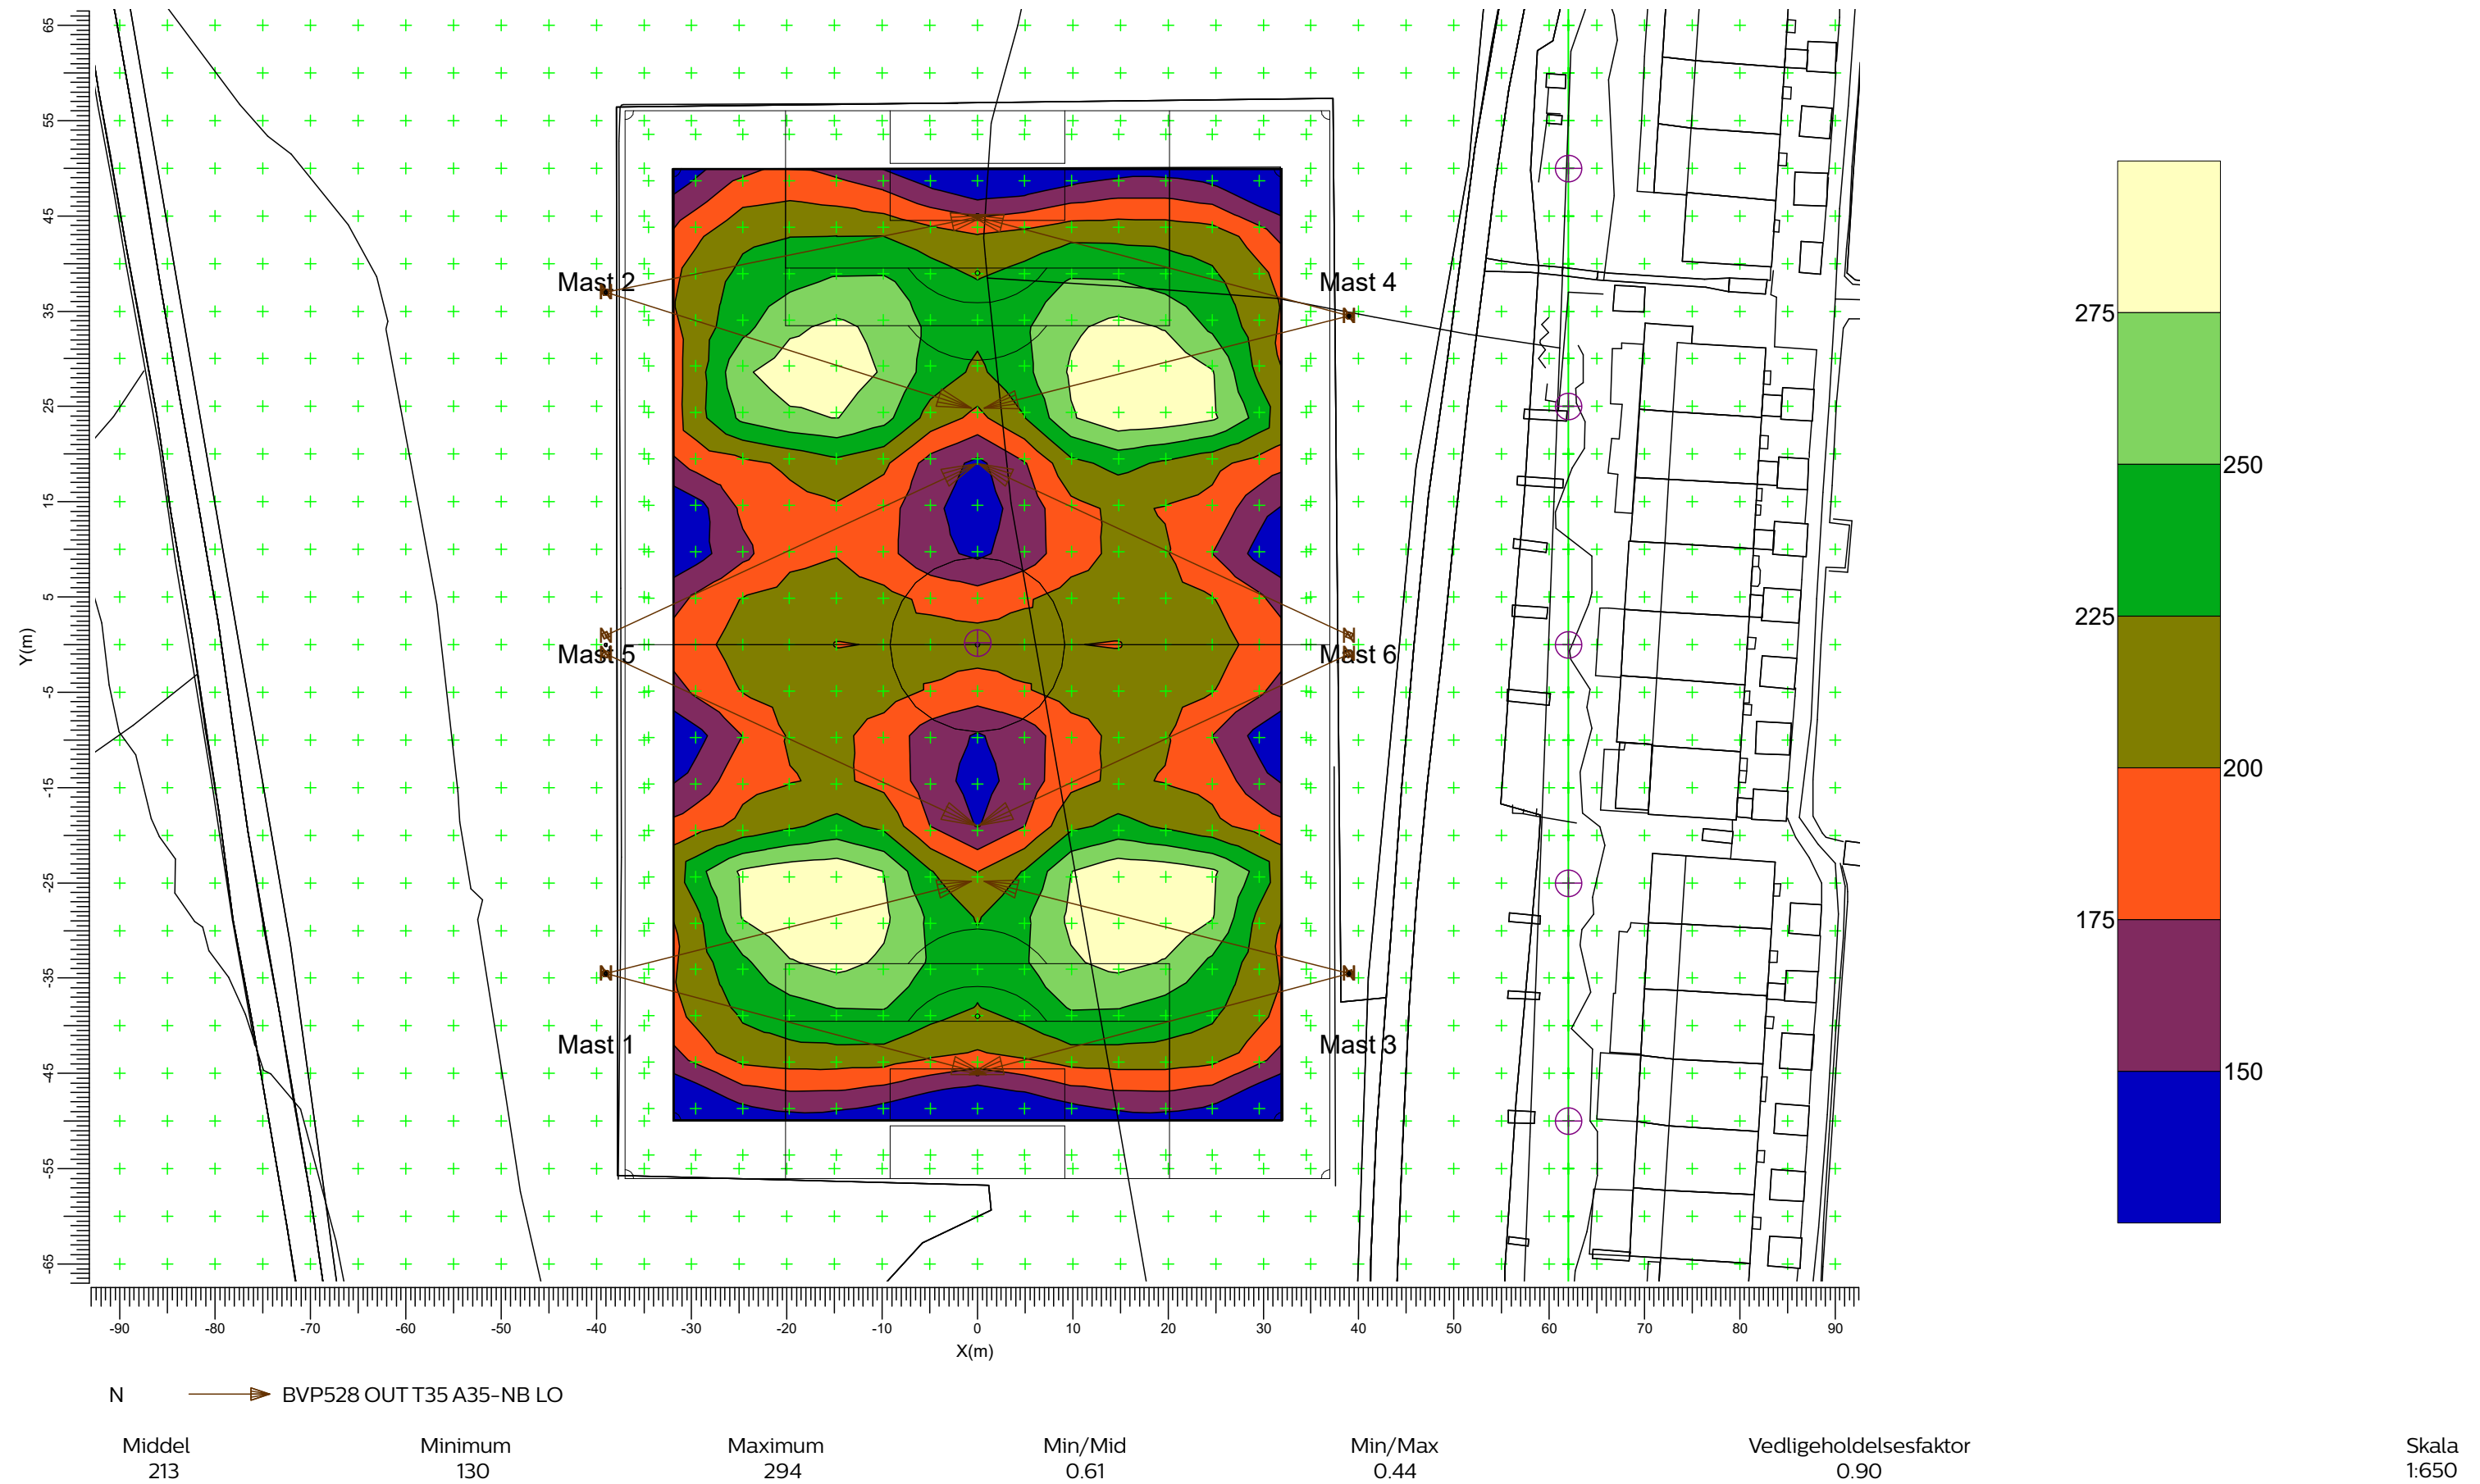 65
55
45
35
25
15
5
-5
-15
-25
-35
-45
-55
-65
Y(m)
Mast 2
Mast 4
Mast 5
Mast 6
Mast 1
Mast 3
N
N
N
N
N
N
N
N
275
250
225
200
175
150
-90 -80 -70 -60 -50 -40 -30 -20 -10 0 10 20 30 40 50 60 70 80 90
X(m)
N BVP528 OUT T35 A35-NB LO
Middel Minimum Maximum Min/Mid Min/Max Vedligeholdelsesfaktor Skala
213 130 294 0.61 0.44 0.90 1:650